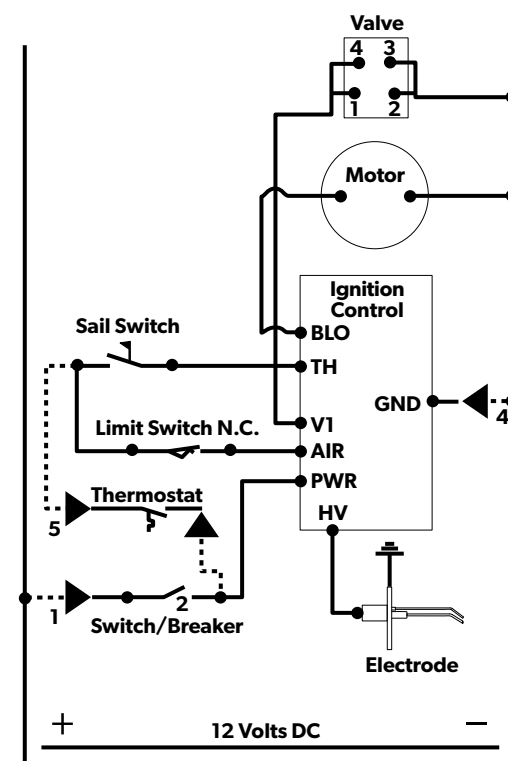 Valve
4 3
1 2
Motor
Ignition
Control
Sail Switch
BLO
TH
GND
4
Limit Switch N.C.
V1
AIR
PWR
Thermostat
HV
5
1
2
Switch/Breaker
Electrode
+ 12 Volts DC −